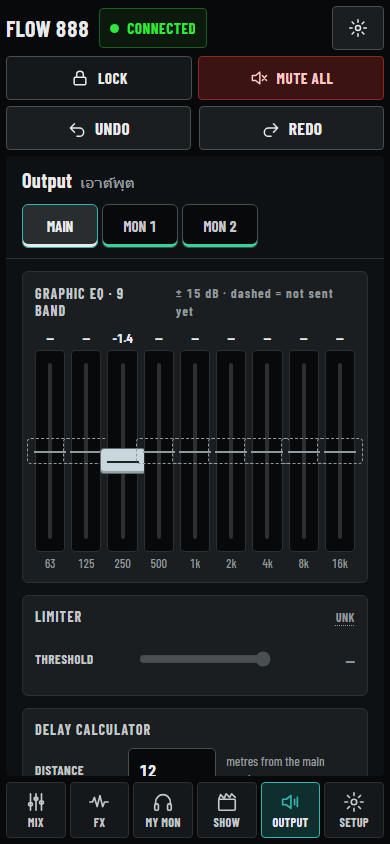 FLOW 888
CONNECTED
LOCK
MUTE ALL
UNDO
REDO
Output เอาต์พุต
MAIN
MON 1
MON 2
GRAPHIC EQ · 9 BAND
± 15 dB · dashed = not sent yet
– – -1.4 – – – – – –
63 125 250 500 1k 2k 4k 8k 16k
LIMITER
UNK
THRESHOLD
–
DELAY CALCULATOR
DISTANCE
12
metres from the main
MIX
FX
MY MON
SHOW
OUTPUT
SETUP